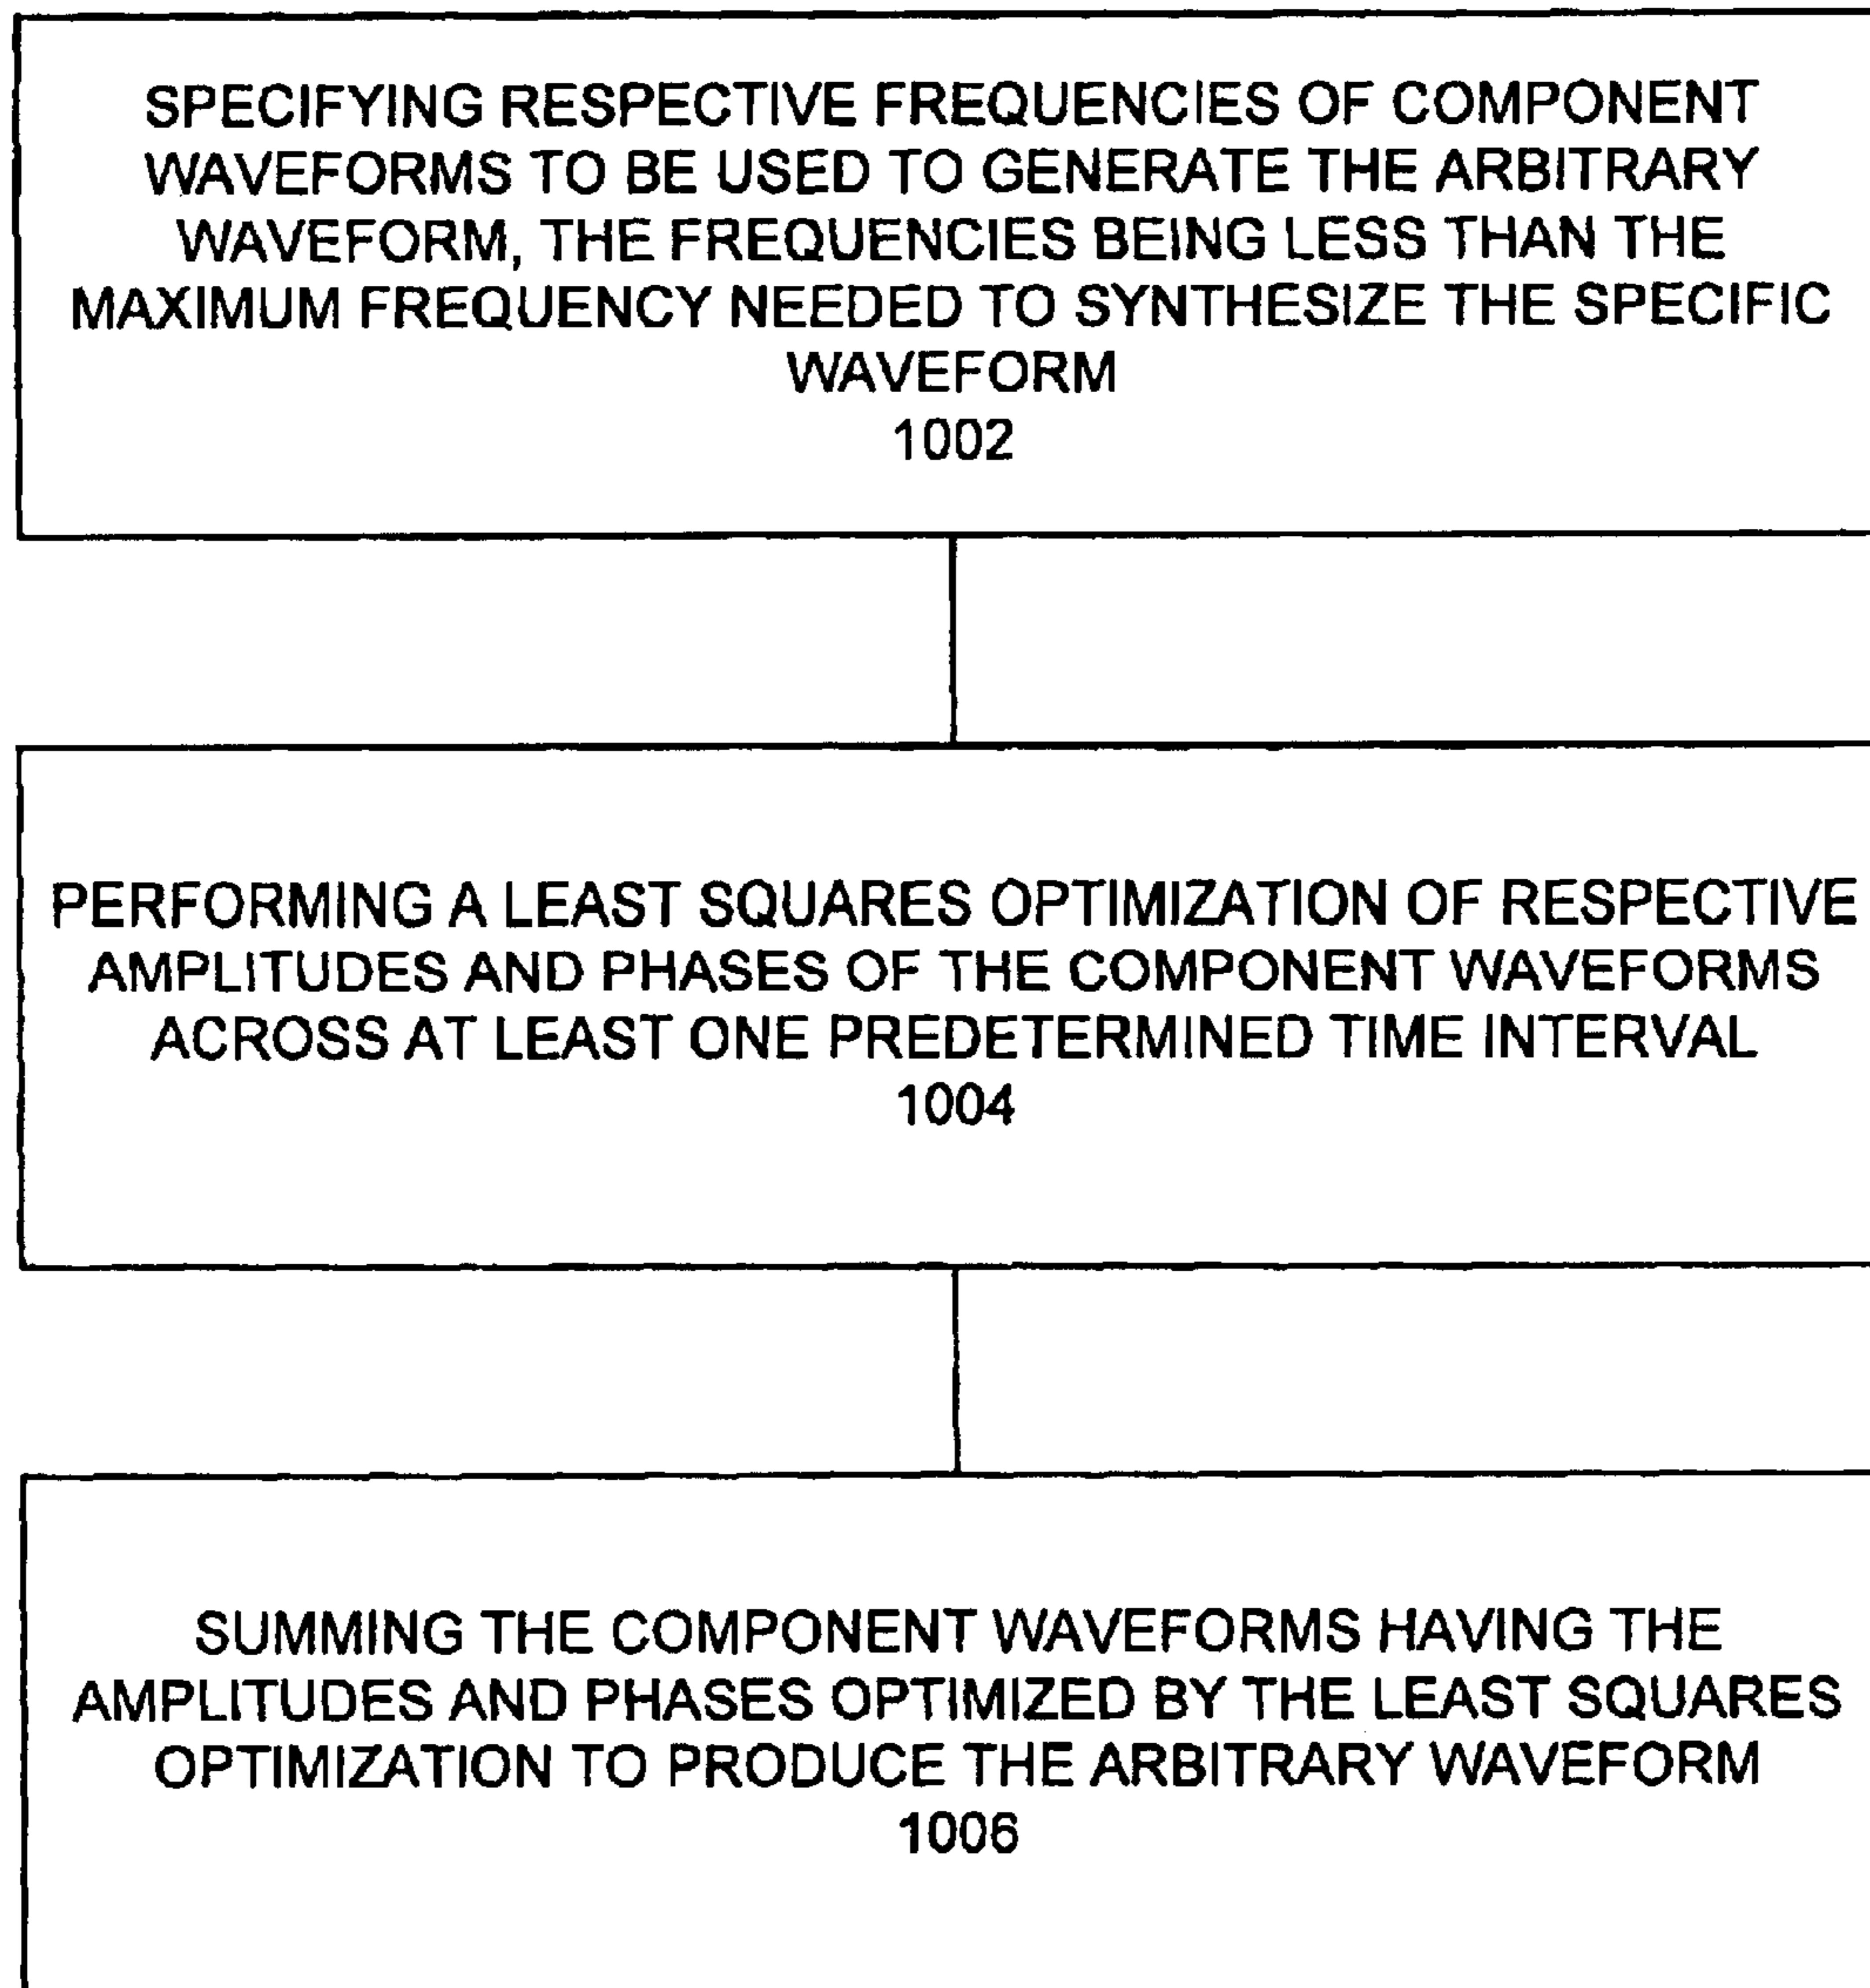 SPECIFYING RESPECTIVE FREQUENCIES OF COMPONENT
WAVEFORMS TO BE USED TO GENERATE THE ARBITRARY
WAVEFORM, THE FREQUENCIES BEING LESS THAN THE
MAXIMUM FREQUENCY NEEDED TO SYNTHESIZE THE SPECIFIC
WAVEFORM
1002
PERFORMING A LEAST SQUARES OPTIMIZATION OF RESPECTIVE
AMPLITUDES AND PHASES OF THE COMPONENT WAVEFORMS
ACROSS AT LEAST ONE PREDETERMINED TIME INTERVAL
1004
SUMMING THE COMPONENT WAVEFORMS HAVING THE
AMPLITUDES AND PHASES OPTIMIZED BY THE LEAST SQUARES
OPTIMIZATION TO PRODUCE THE ARBITRARY WAVEFORM
1006